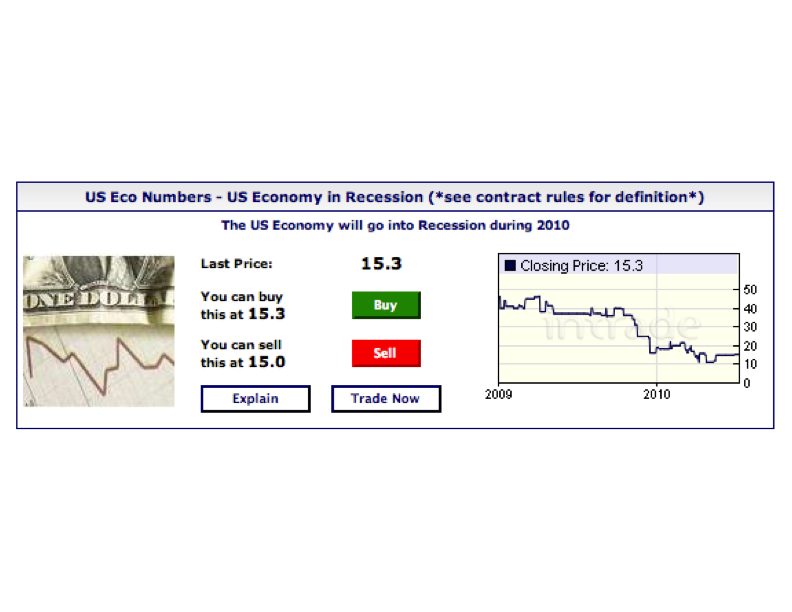 US Eco Numbers - US Economy in Recession (*see contract rules for definition*)
The US Economy will go into Recession during 2010
ONE DOLLAR
Last Price: 15.3
You can buy
this at 15.3
Buy
You can sell
this at 15.0
Sell
Explain
Trade Now
Closing Price: 15.3
intrade
50
40
30
20
10
0
2009
2010